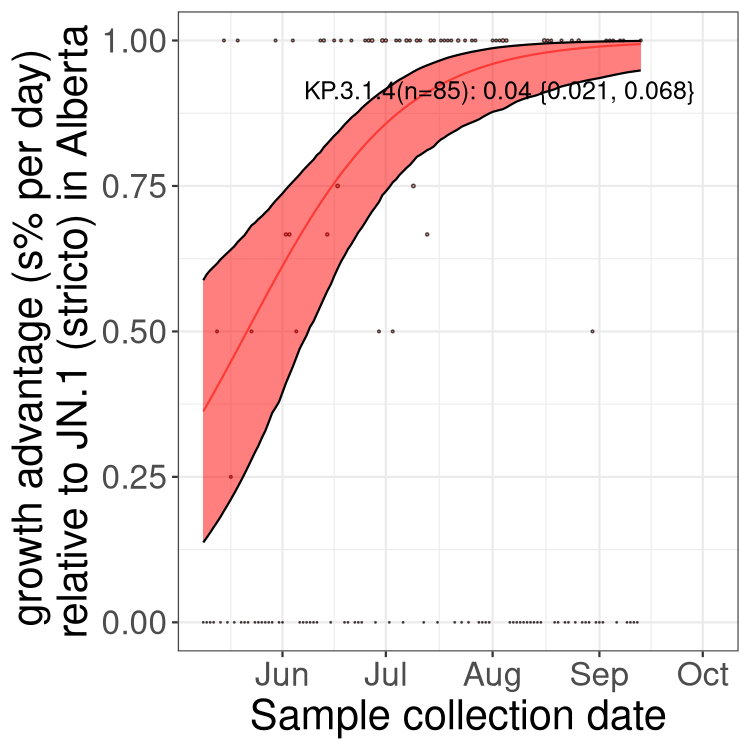 growth advantage (s% per day)
relative to JN.1 (stricto) in Alberta
1.00
0.75
0.50
0.25
0.00
KP.3.1.4(n=85): 0.04 {0.021, 0.068}
Jun Jul Aug Sep Oct
Sample collection date